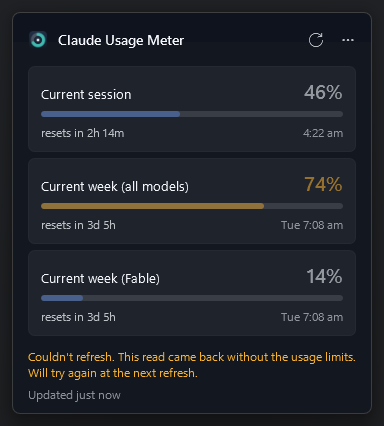 Claude Usage Meter
Current session 46%
resets in 2h 14m 4:22 am
Current week (all models) 74%
resets in 3d 5h Tue 7:08 am
Current week (Fable) 14%
resets in 3d 5h Tue 7:08 am
Couldn't refresh. This read came back without the usage limits.
Will try again at the next refresh.
Updated just now